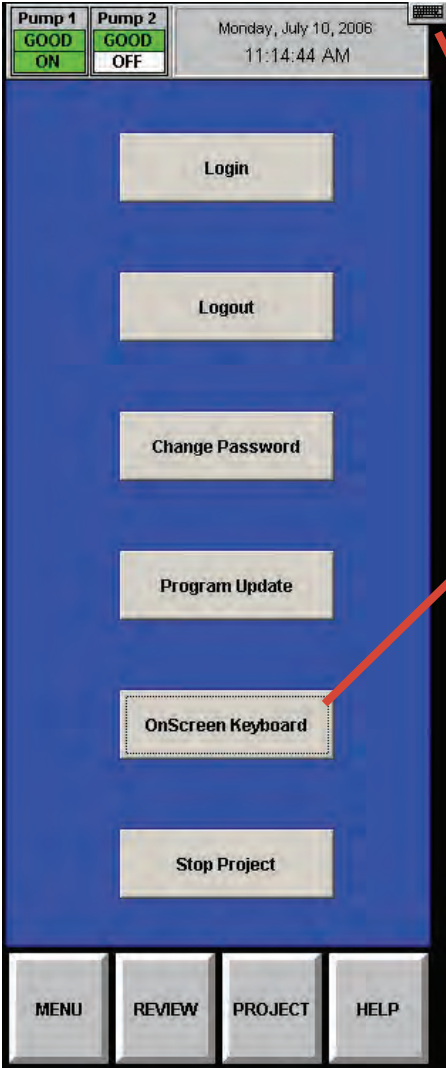 Pump 1 Pump 2
GOOD GOOD
ON OFF
Monday, July 10, 2006
11:14:44 AM
Login
Logout
Change Password
Program Update
OnScreen Keyboard
Stop Project
MENU REVIEW PROJECT HELP